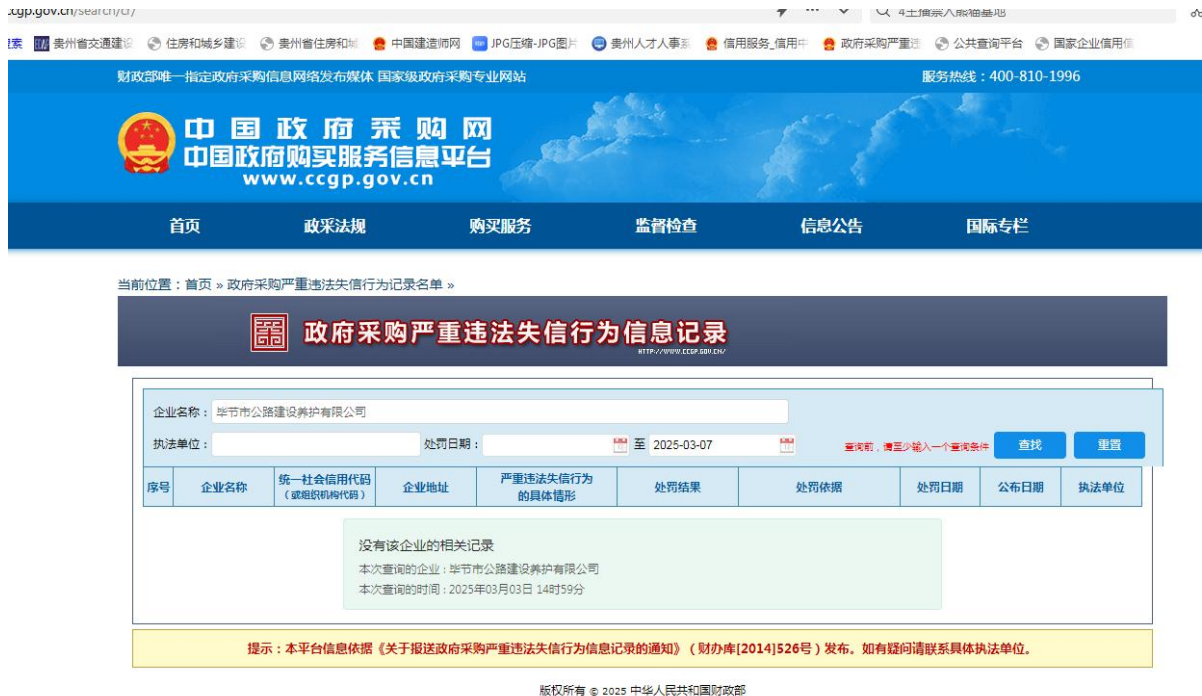 .ccgp.gov.cn/search/cr/
4土猫崇人熊猫基地
贵州省交通建设
住房和城乡建设
贵州省住房和城
中国建造师网
JPG压缩-JPG图片
贵州人才人事系
信用服务_信用中
政府采购严重违
公共查询平台
国家企业信用信
财政部唯一指定政府采购信息网络发布媒体 国家级政府采购专业网站
服务热线：400-810-1996
中国政府采购网
中国政府购买服务信息平台
www.ccgp.gov.cn
首页 政采法规 购买服务 监督检查 信息公告 国际专栏
当前位置：首页 » 政府采购严重违法失信行为记录名单 »
政府采购严重违法失信行为信息记录
HTTP://WWW.CCGP.GOV.CN/
企业名称： 毕节市公路建设养护有限公司
执法单位： 处罚日期： 至 2025-03-07 查询前，请至少输入一个查询条件 查找 重置
序号 企业名称 统一社会信用代码（或组织机构代码） 企业地址 严重违法失信行为的具体情形 处罚结果 处罚依据 处罚日期 公布日期 执法单位
没有该企业的相关记录
本次查询的企业：毕节市公路建设养护有限公司
本次查询的时间：2025年03月03日 14时59分
提示：本平台信息依据《关于报送政府采购严重违法失信行为信息记录的通知》（财办库[2014]526号）发布。如有疑问请联系具体执法单位。
版权所有 © 2025 中华人民共和国财政部